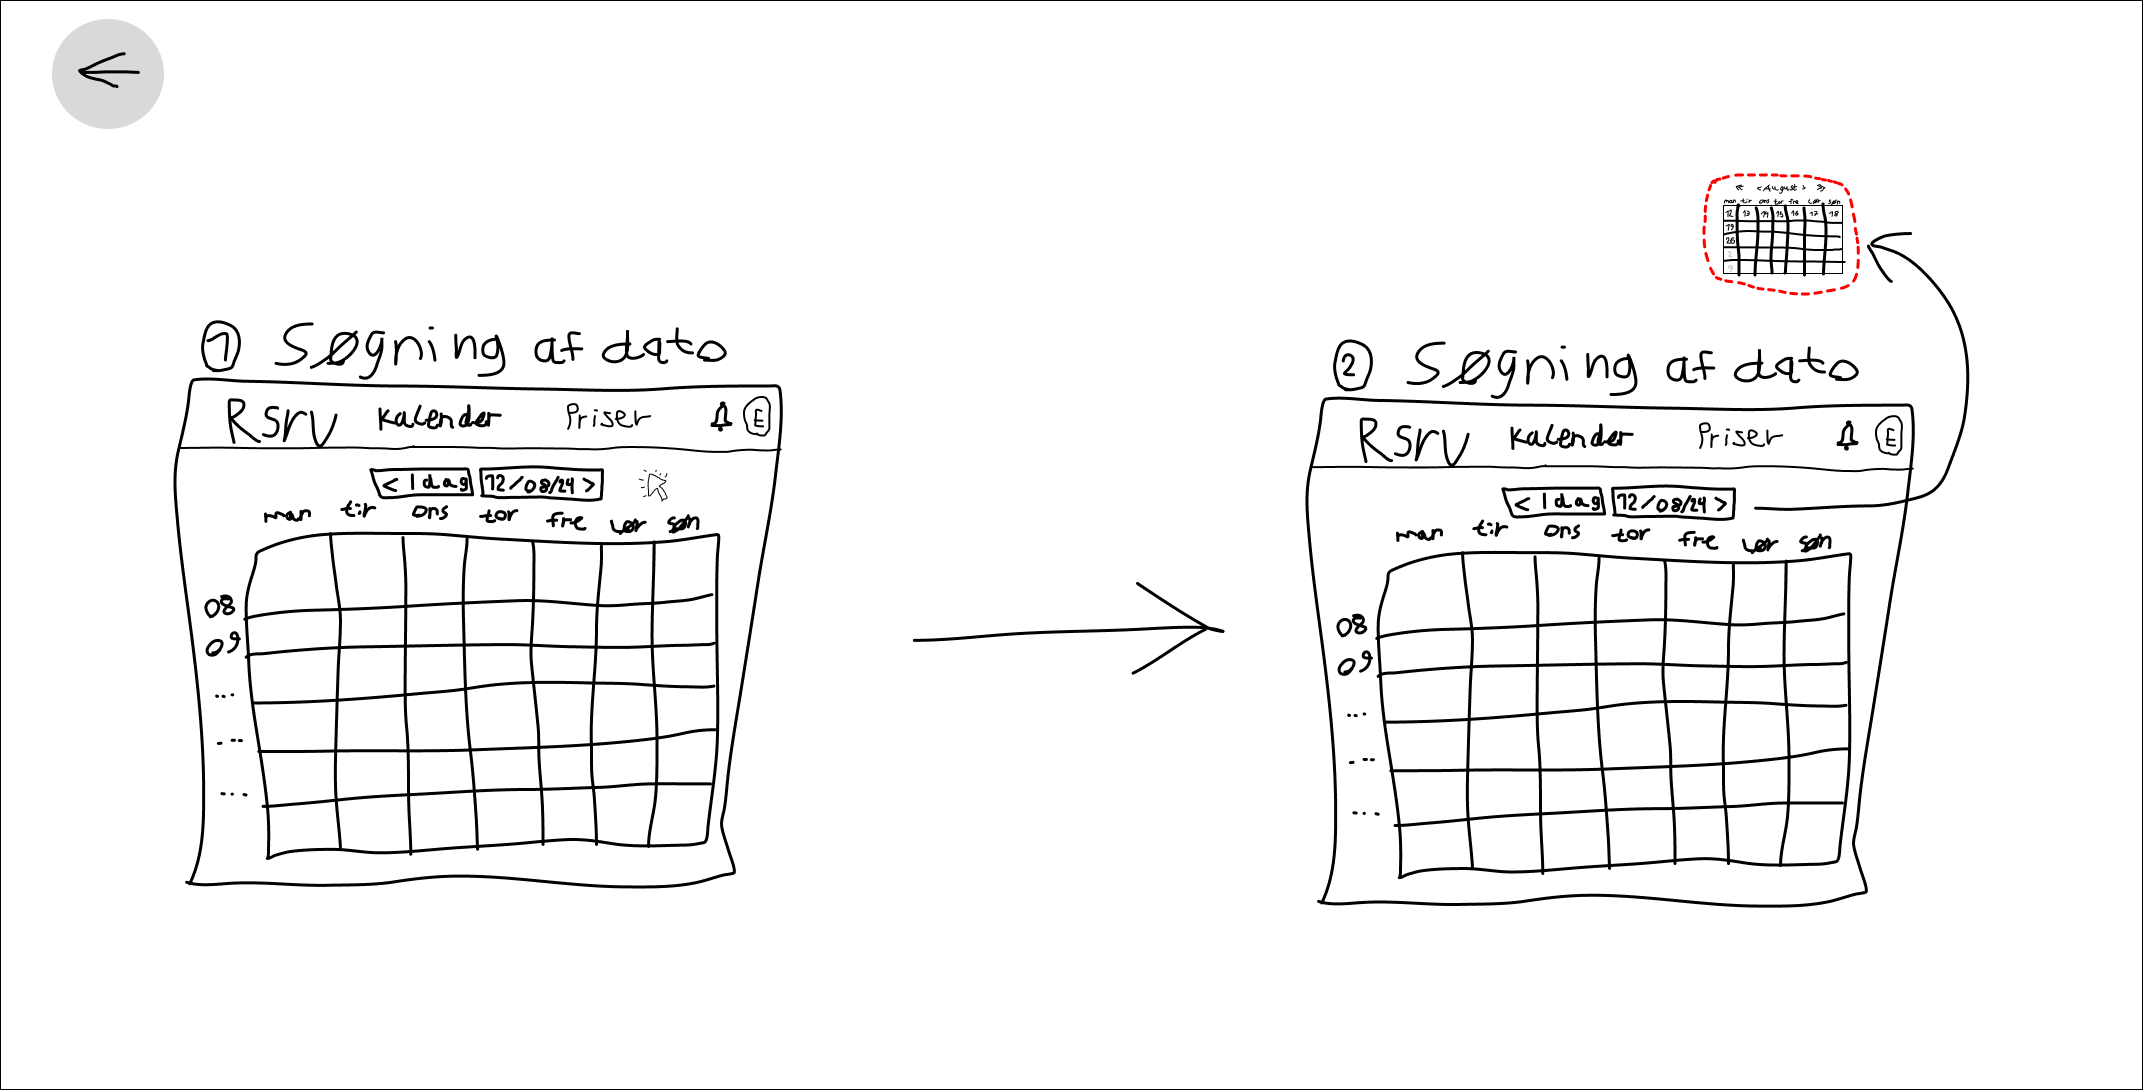 1 Søgning af dato
Rsrv Kalender Priser E
< Idag 12/08/24 >
man tir ons tor fre lør søn
08
09
...
...
...
« < August > »
man tir ons tor fre lør søn
12 13 14 15 16 17 18
19
26
2
9
2 Søgning af dato
Rsrv Kalender Priser E
< Idag 12/08/24 >
man tir ons tor fre lør søn
08
09
...
...
...